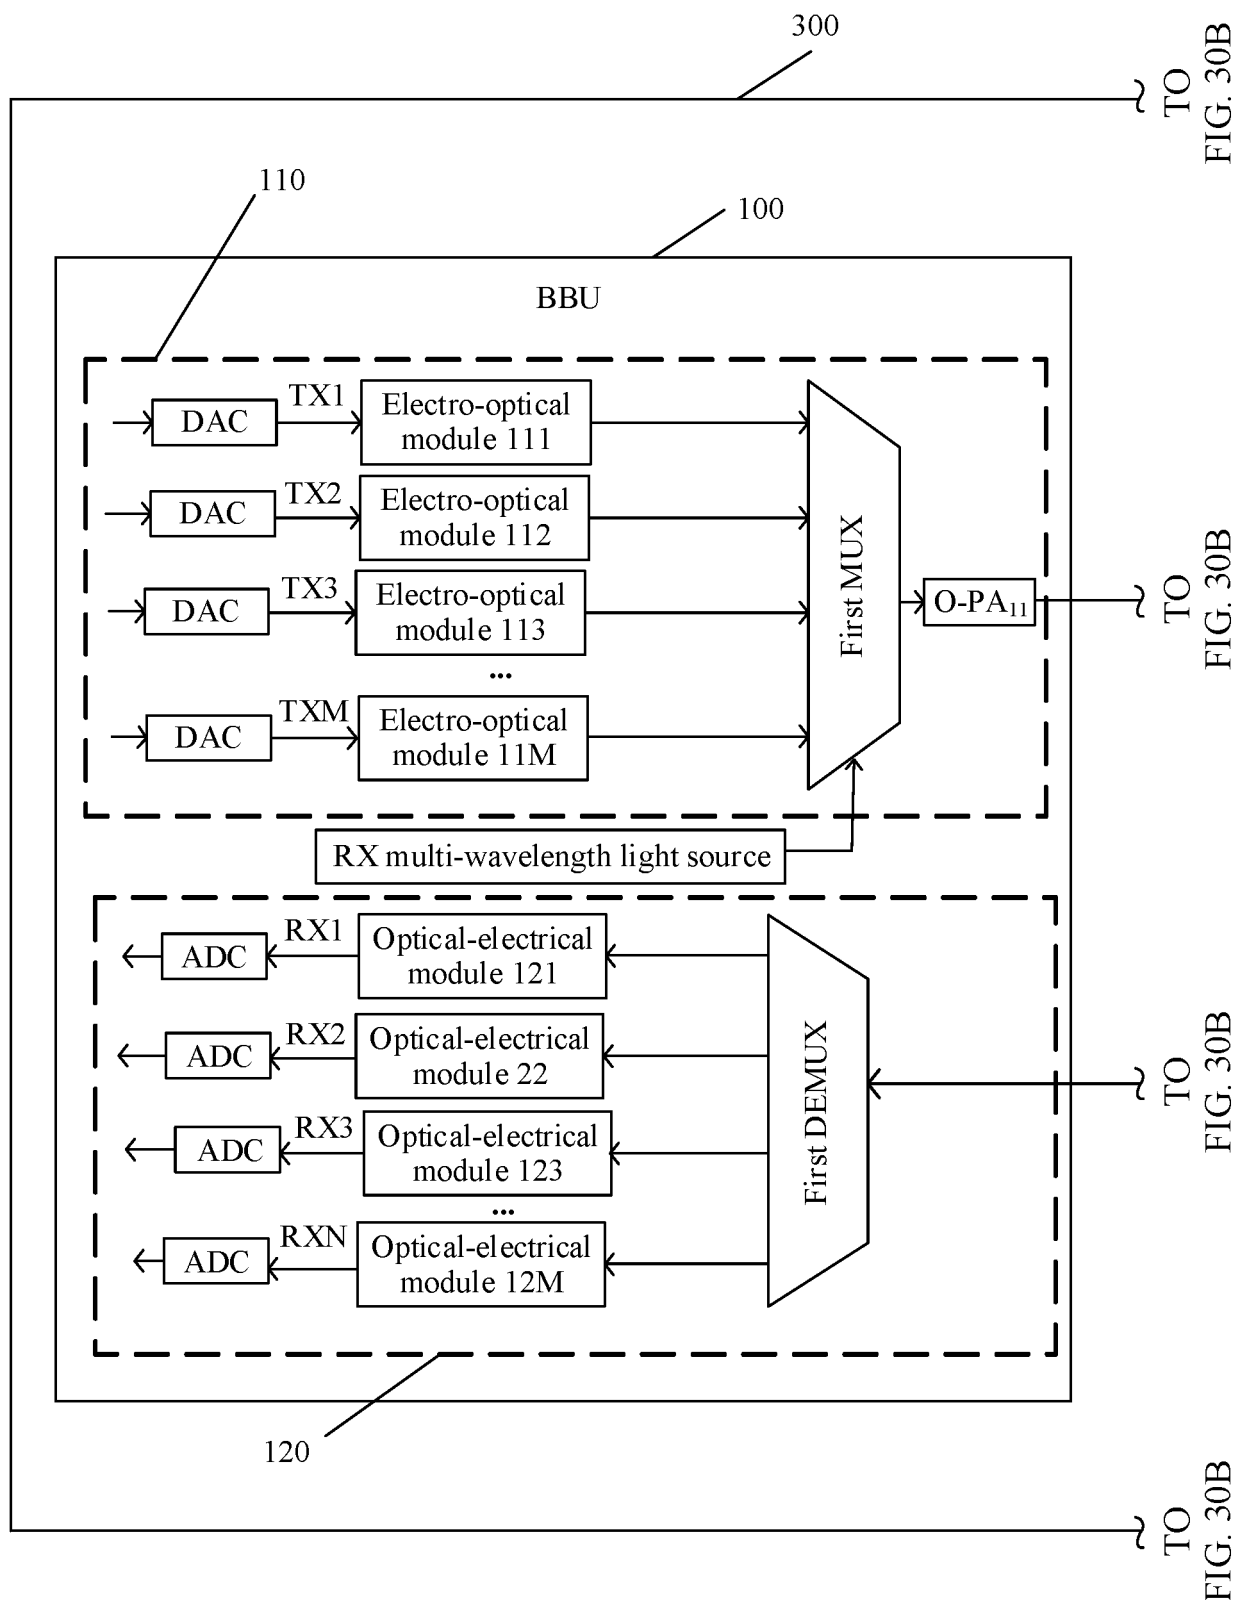 300
TO
FIG. 30B
110
100
BBU
DAC
TX1
Electro-optical
module 111
DAC
TX2
Electro-optical
module 112
DAC
TX3
Electro-optical
module 113
...
DAC
TXM
Electro-optical
module 11M
First MUX
O-PA11
TO
FIG. 30B
RX multi-wavelength light source
ADC
RX1
Optical-electrical
module 121
ADC
RX2
Optical-electrical
module 22
ADC
RX3
Optical-electrical
module 123
...
ADC
RXN
Optical-electrical
module 12M
First DEMUX
TO
FIG. 30B
120
TO
FIG. 30B